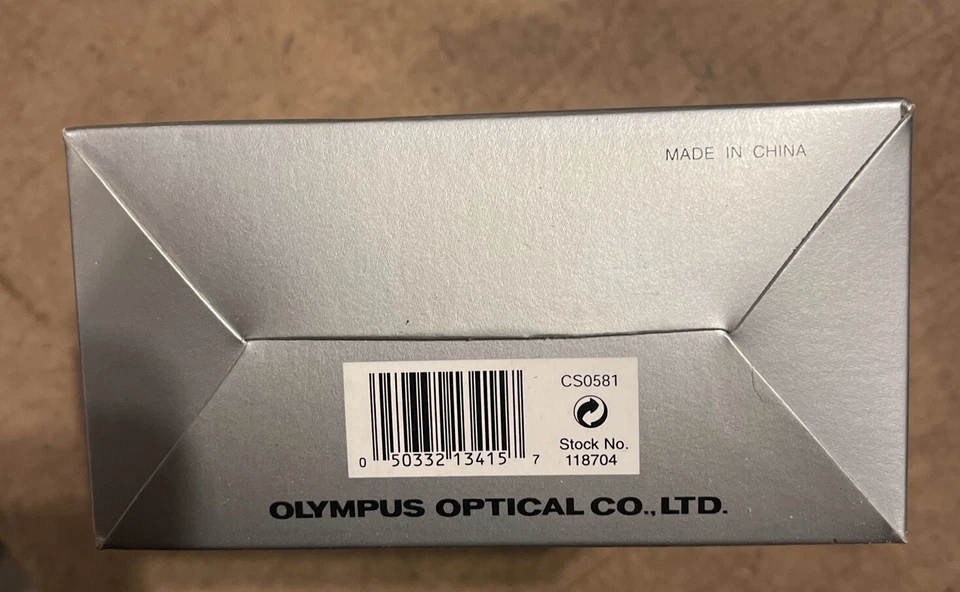 MADE IN CHINA
CS0581
Stock No.
118704
0 50332 13415 7
OLYMPUS OPTICAL CO., LTD.